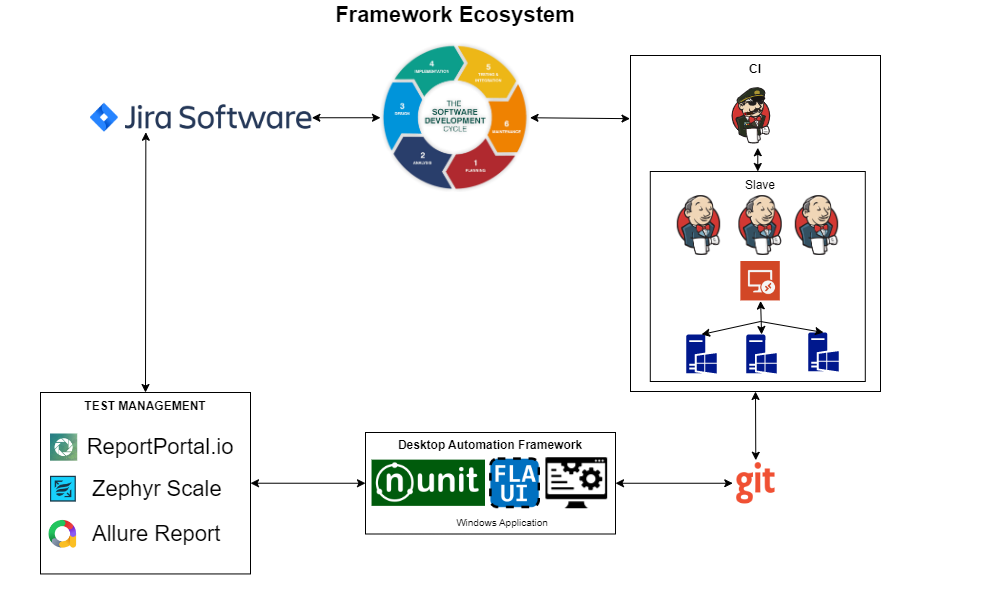 Framework Ecosystem
Jira Software
4
IMPLEMENTATION
5
TESTING &
INTEGRATION
3
DESIGN
THE
SOFTWARE
DEVELOPMENT
CYCLE
6
MAINTENANCE
2
ANALYSIS
1
PLANNING
CI
Slave
TEST MANAGEMENT
ReportPortal.io
Zephyr Scale
Allure Report
Desktop Automation Framework
nunit
FLA
UI
Windows Application
git